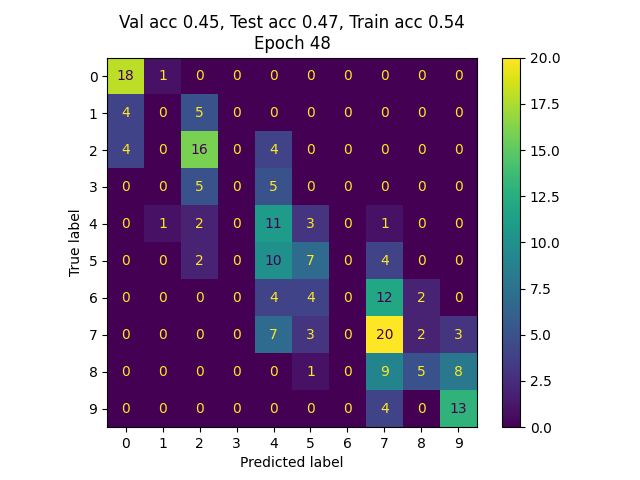 Val acc 0.45, Test acc 0.47, Train acc 0.54
Epoch 48
0 18 1 0 0 0 0 0 0 0 0
1 4 0 5 0 0 0 0 0 0 0
2 4 0 16 0 4 0 0 0 0 0
3 0 0 5 0 5 0 0 0 0 0
4 0 1 2 0 11 3 0 1 0 0
5 0 0 2 0 10 7 0 4 0 0
6 0 0 0 0 4 4 0 12 2 0
7 0 0 0 0 7 3 0 20 2 3
8 0 0 0 0 0 1 0 9 5 8
9 0 0 0 0 0 0 0 4 0 13
0 1 2 3 4 5 6 7 8 9
True label
Predicted label
20.0
17.5
15.0
12.5
10.0
7.5
5.0
2.5
0.0